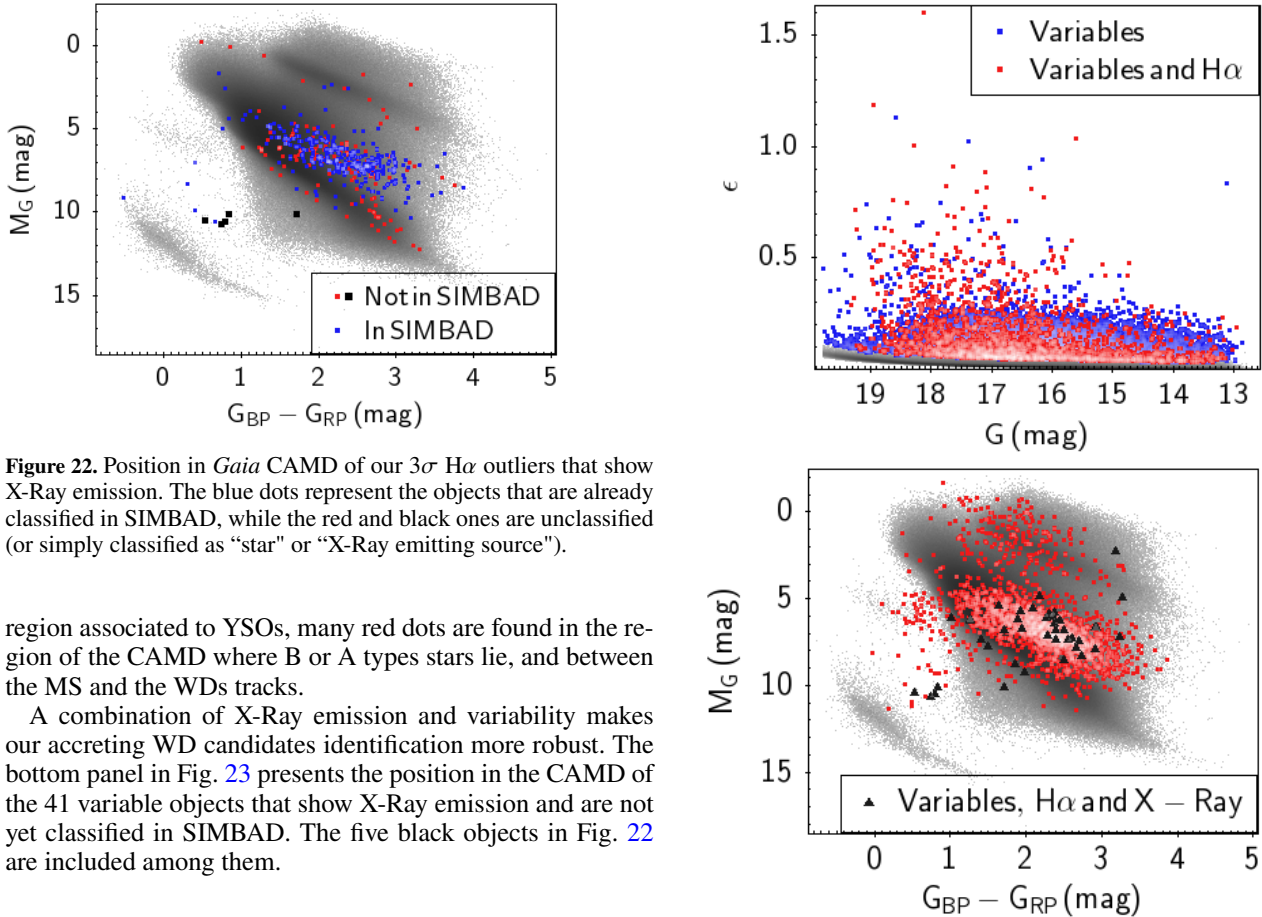 0
5
10
15
M_G (mag)
Not in SIMBAD
In SIMBAD
0 1 2 3 4 5
G_BP − G_RP (mag)
Figure 22. Position in Gaia CAMD of our 3σ Hα outliers that show
X-Ray emission. The blue dots represent the objects that are already
classified in SIMBAD, while the red and black ones are unclassified
(or simply classified as “star" or “X-Ray emitting source").
region associated to YSOs, many red dots are found in the re-
gion of the CAMD where B or A types stars lie, and between
the MS and the WDs tracks.
A combination of X-Ray emission and variability makes
our accreting WD candidates identification more robust. The
bottom panel in Fig. 23 presents the position in the CAMD of
the 41 variable objects that show X-Ray emission and are not
yet classified in SIMBAD. The five black objects in Fig. 22
are included among them.
1.5
1.0
0.5
ϵ
Variables
Variables and Hα
19 18 17 16 15 14 13
G (mag)
0
5
10
15
M_G (mag)
Variables, Hα and X − Ray
0 1 2 3 4 5
G_BP − G_RP (mag)